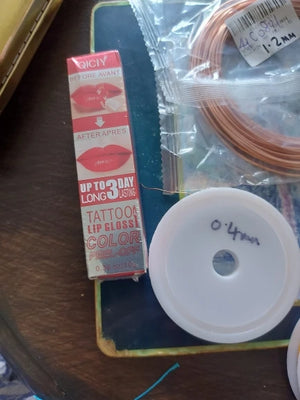 QICIY
BEFORE AVANT
AFTER APRES
UP TO 3 DAY
LONG LASTING
TATTOO
LIP GLOSS
COLOR
PEEL-OFF
1.2mm
0.4mm